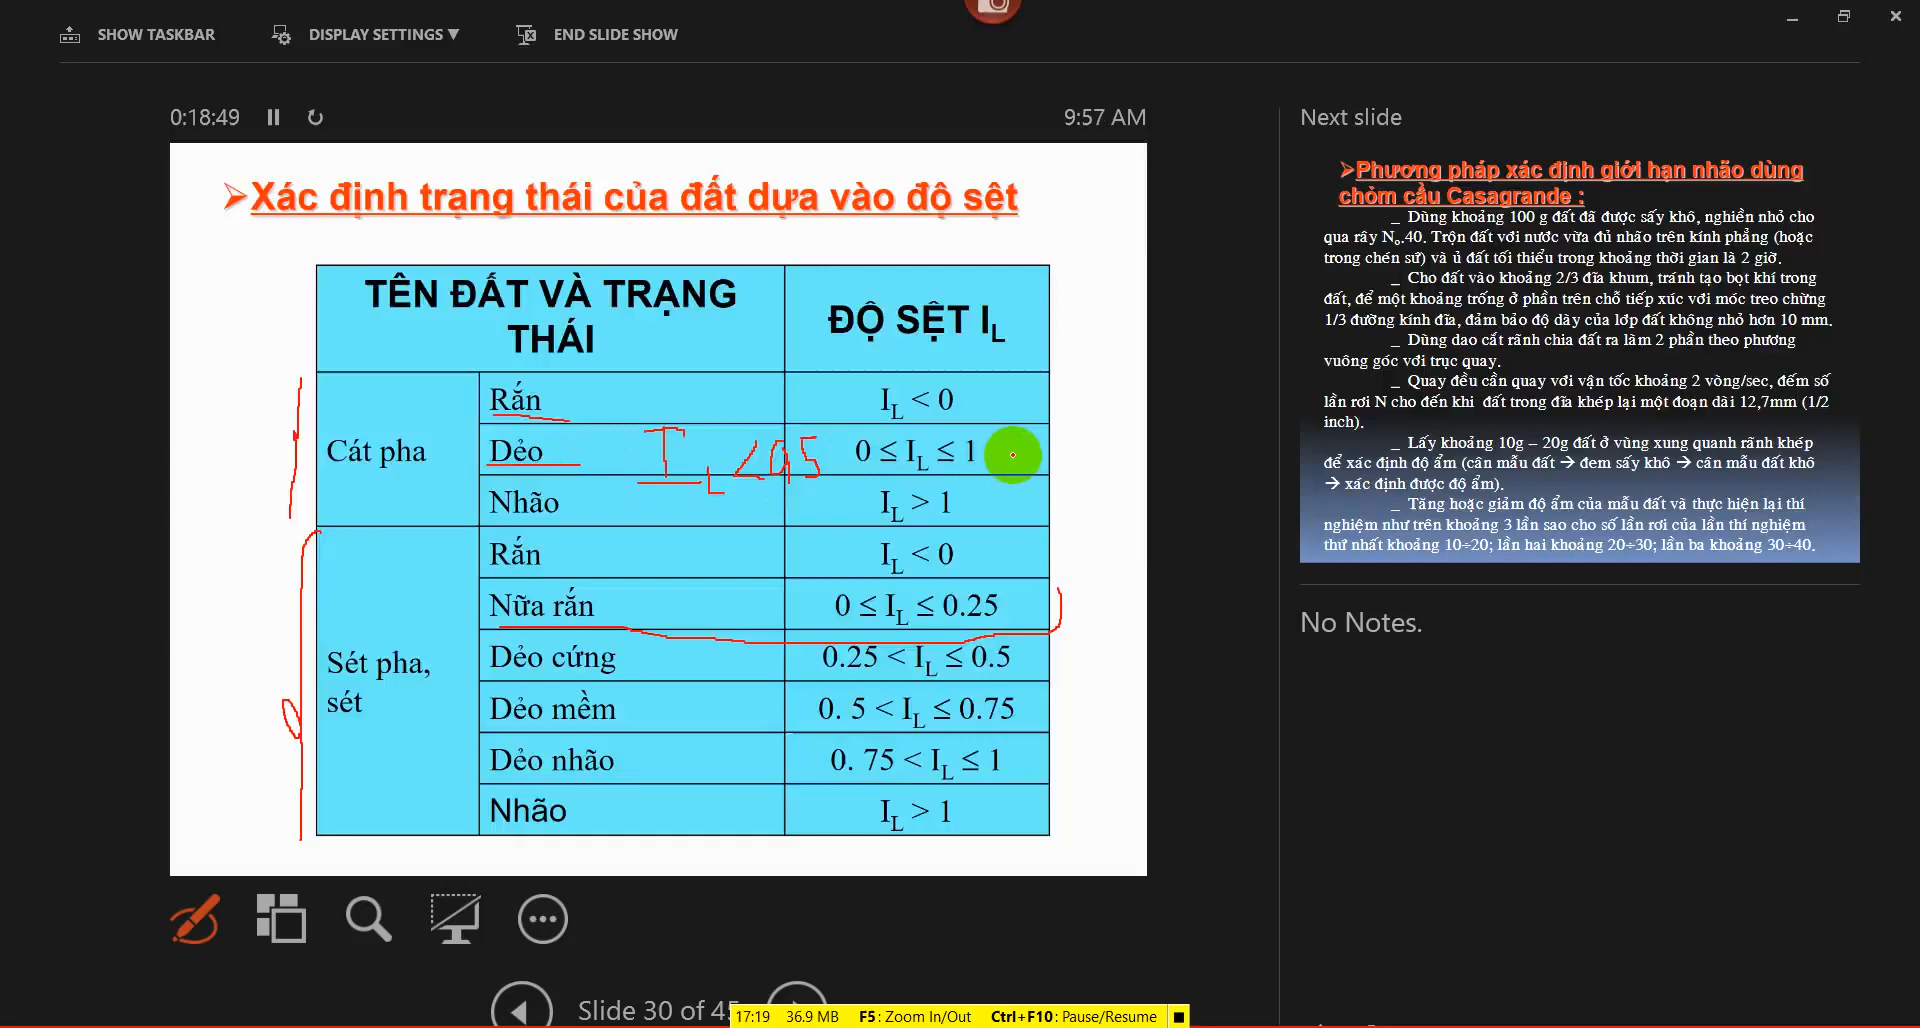 SHOW TASKBAR
DISPLAY SETTINGS ▼
END SLIDE SHOW
0:18:49
9:57 AM
➢Xác định trạng thái của đất dựa vào độ sệt
TÊN ĐẤT VÀ TRẠNG
THÁI
ĐỘ SỆT IL
Cát pha
Rắn
IL < 0
Dẻo
IL < 0,5
0 ≤ IL ≤ 1
Nhão
IL > 1
Sét pha,
sét
Rắn
IL < 0
Nữa rắn
0 ≤ IL ≤ 0.25
Dẻo cứng
0.25 < IL ≤ 0.5
Dẻo mềm
0. 5 < IL ≤ 0.75
Dẻo nhão
0. 75 < IL ≤ 1
Nhão
IL > 1
Next slide
➢Phương pháp xác định giới hạn nhão dùng
chỏm cầu Casagrande :
_ Dùng khoảng 100 g đất đã được sấy khô, nghiền nhỏ cho
qua rây No.40. Trộn đất với nước vừa đủ nhão trên kính phẳng (hoặc
trong chén sứ) và ủ đất tối thiểu trong khoảng thời gian là 2 giờ.
_ Cho đất vào khoảng 2/3 đĩa khum, tránh tạo bọt khí trong
đất, để một khoảng trống ở phần trên chỗ tiếp xúc với móc treo chừng
1/3 đường kính đĩa, đảm bảo độ dày của lớp đất không nhỏ hơn 10 mm.
_ Dùng dao cắt rãnh chia đất ra làm 2 phần theo phương
vuông góc với trục quay.
_ Quay đều cần quay với vận tốc khoảng 2 vòng/sec, đếm số
lần rơi N cho đến khi đất trong đĩa khép lại một đoạn dài 12,7mm (1/2
inch).
_ Lấy khoảng 10g – 20g đất ở vùng xung quanh rãnh khép
để xác định độ ẩm (cân mẫu đất → đem sấy khô → cân mẫu đất khô
→ xác định được độ ẩm).
_ Tăng hoặc giảm độ ẩm của mẫu đất và thực hiện lại thí
nghiệm như trên khoảng 3 lần sao cho số lần rơi của lần thí nghiệm
thứ nhất khoảng 10÷20; lần hai khoảng 20÷30; lần ba khoảng 30÷40.
No Notes.
Slide 30 of 45
17:19 36.9 MB F5: Zoom In/Out Ctrl+F10: Pause/Resume